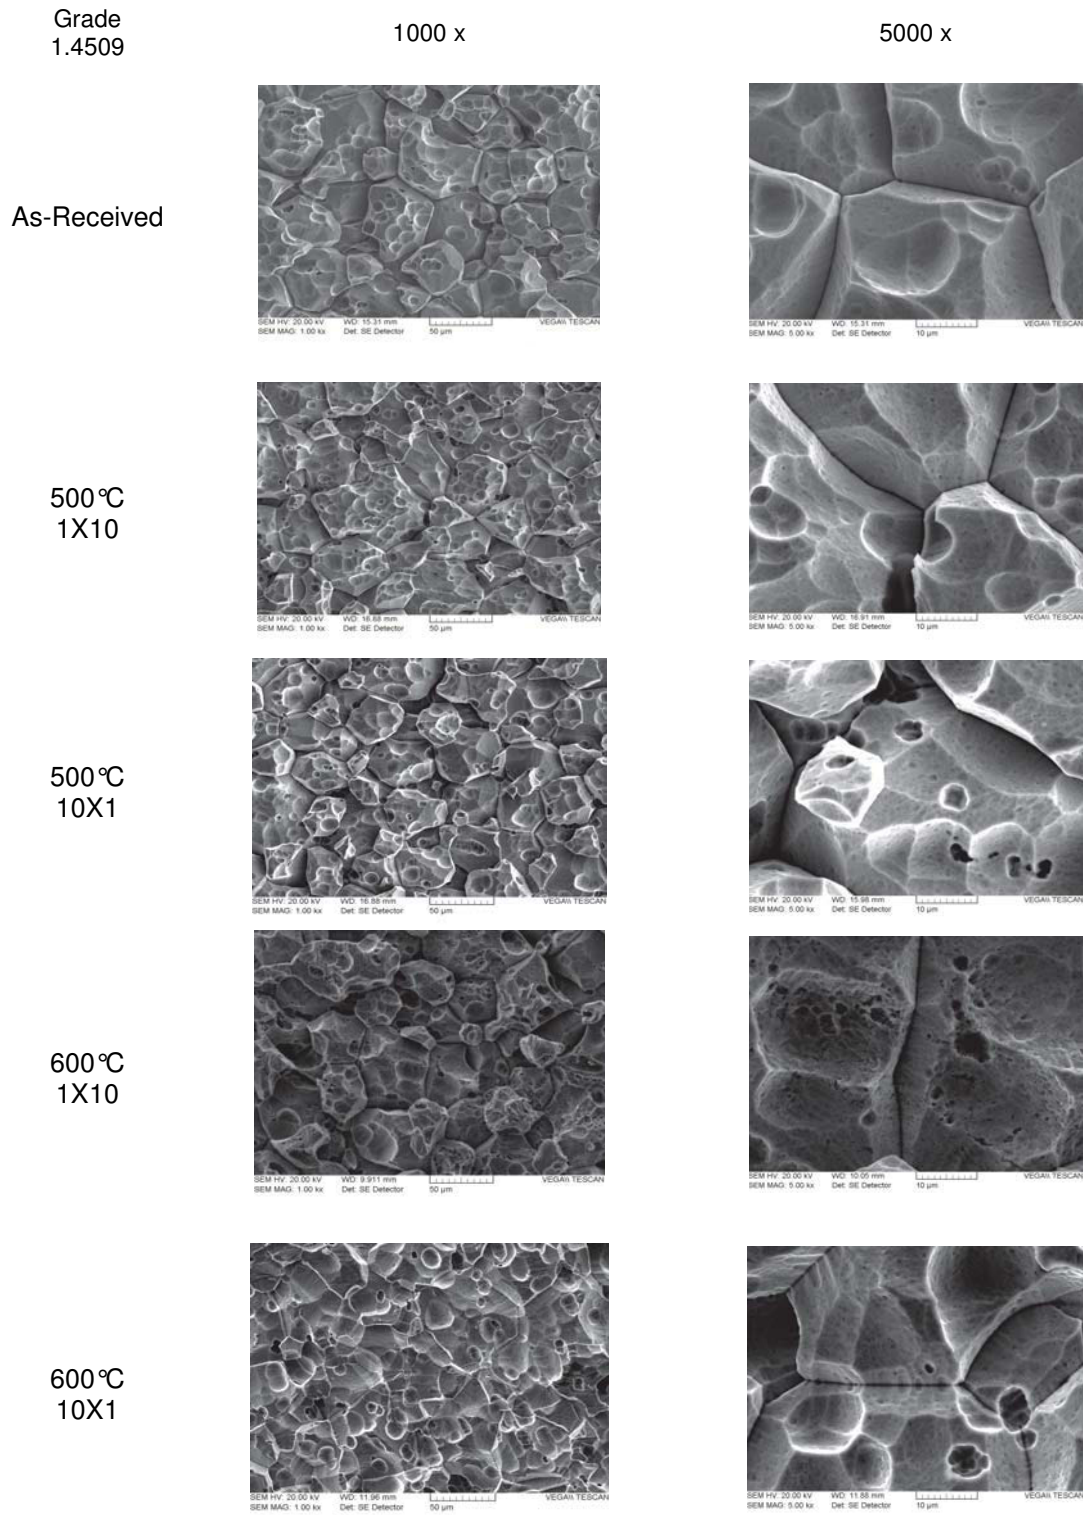 Grade
1.4509
1000 x
5000 x
As-Received
SEM HV: 20.00 kV WD: 15.31 mm VEGA\\ TESCAN
SEM MAG: 1.00 kx Det: SE Detector 50 µm
SEM HV: 20.00 kV WD: 15.31 mm VEGA\\ TESCAN
SEM MAG: 5.00 kx Det: SE Detector 10 µm
500°C
1X10
SEM HV: 20.00 kV WD: 16.88 mm VEGA\\ TESCAN
SEM MAG: 1.00 kx Det: SE Detector 50 µm
SEM HV: 20.00 kV WD: 16.91 mm VEGA\\ TESCAN
SEM MAG: 5.00 kx Det: SE Detector 10 µm
500°C
10X1
SEM HV: 20.00 kV WD: 16.88 mm VEGA\\ TESCAN
SEM MAG: 1.00 kx Det: SE Detector 50 µm
SEM HV: 20.00 kV WD: 15.98 mm VEGA\\ TESCAN
SEM MAG: 5.00 kx Det: SE Detector 10 µm
600°C
1X10
SEM HV: 20.00 kV WD: 9.911 mm VEGA\\ TESCAN
SEM MAG: 1.00 kx Det: SE Detector 50 µm
SEM HV: 20.00 kV WD: 10.05 mm VEGA\\ TESCAN
SEM MAG: 5.00 kx Det: SE Detector 10 µm
600°C
10X1
SEM HV: 20.00 kV WD: 11.96 mm VEGA\\ TESCAN
SEM MAG: 1.00 kx Det: SE Detector 50 µm
SEM HV: 20.00 kV WD: 11.88 mm VEGA\\ TESCAN
SEM MAG: 5.00 kx Det: SE Detector 10 µm